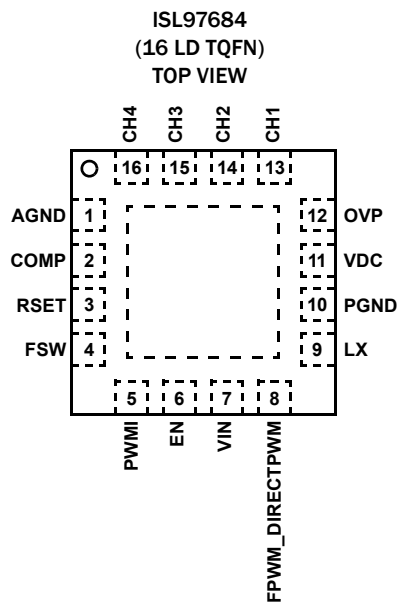 ISL97684
(16 LD TQFN)
TOP VIEW
CH4
CH3
CH2
CH1
16
15
14
13
AGND 1
COMP 2
RSET 3
FSW 4
12 OVP
11 VDC
10 PGND
9 LX
5
6
7
8
PWMI
EN
VIN
FPWM_DIRECTPWM